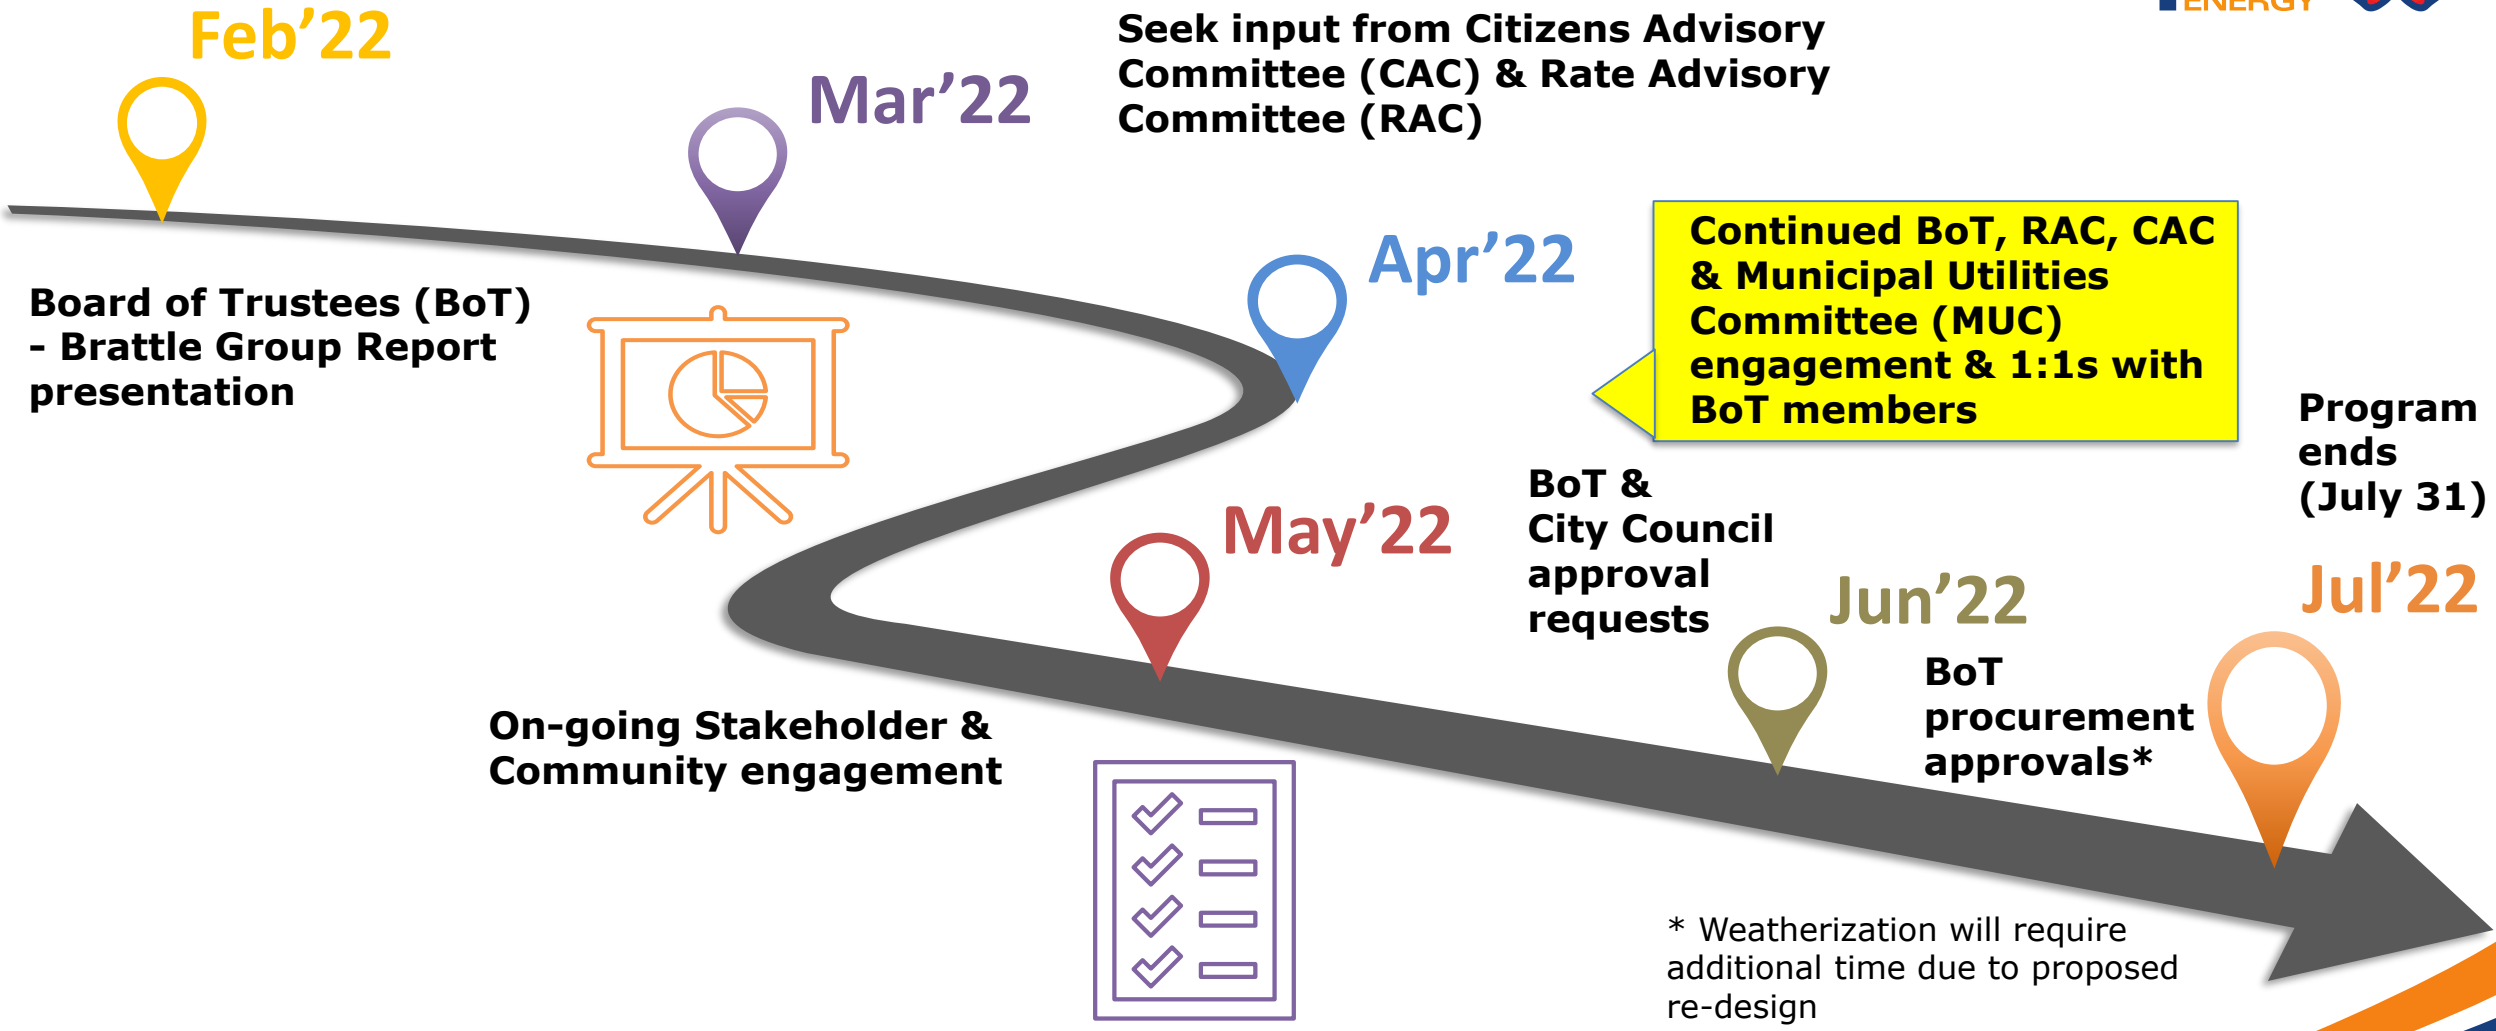 Feb’22
Mar’22
Seek input from Citizens Advisory
Committee (CAC) & Rate Advisory
Committee (RAC)
ENERGY
Board of Trustees (BoT)
- Brattle Group Report
presentation
Apr’22
Continued BoT, RAC, CAC
& Municipal Utilities
Committee (MUC)
engagement & 1:1s with
BoT members
May’22
BoT &
City Council
approval
requests
Jun’22
BoT
procurement
approvals*
Program
ends
(July 31)
Jul’22
On-going Stakeholder &
Community engagement
* Weatherization will require
additional time due to proposed
re-design